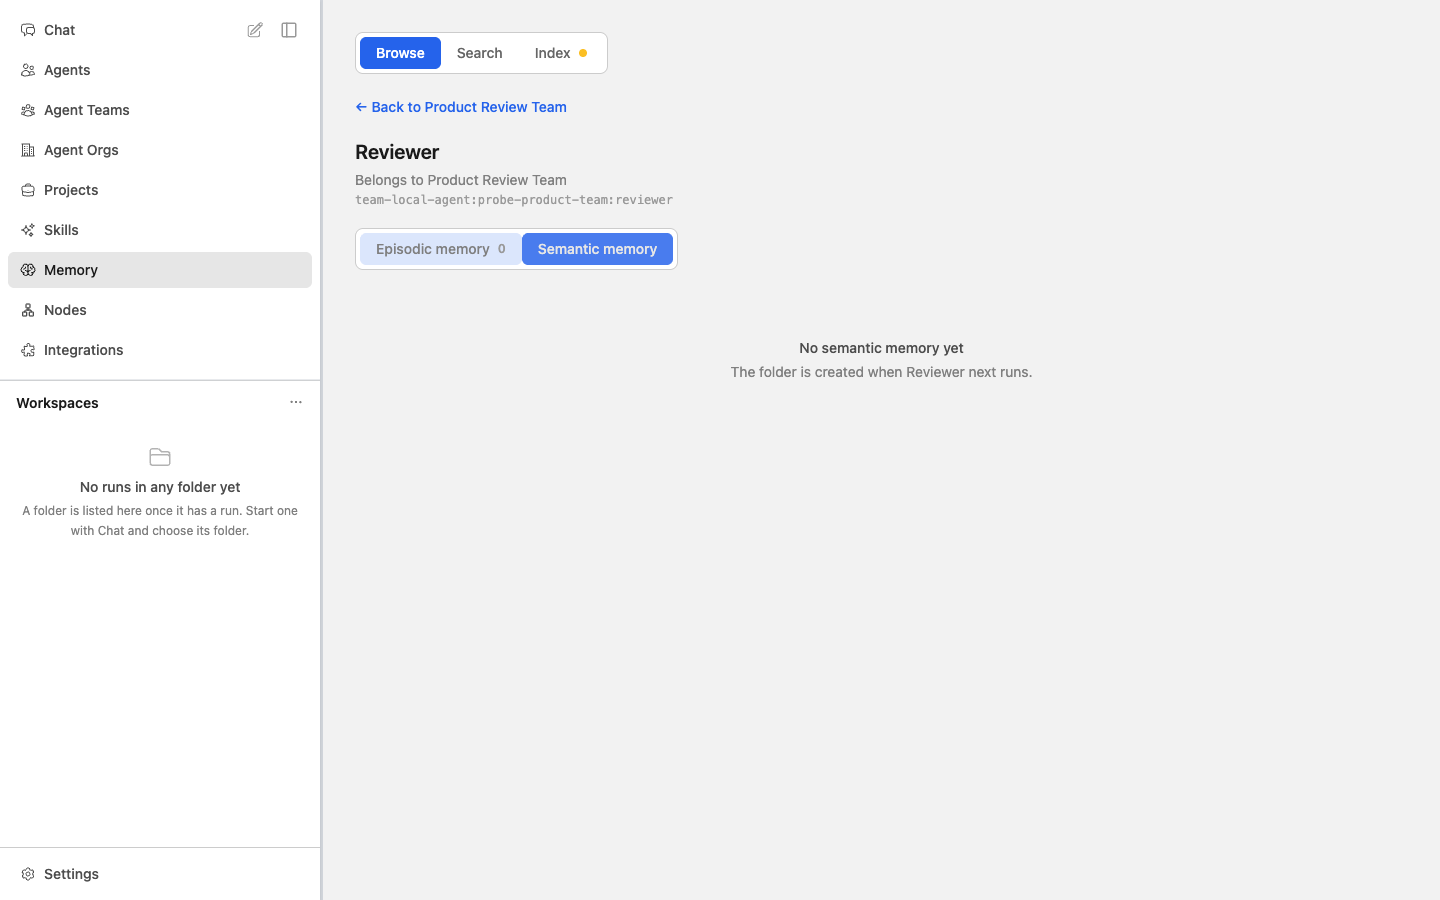 Chat
Agents
Agent Teams
Agent Orgs
Projects
Skills
Memory
Nodes
Integrations
Workspaces
No runs in any folder yet
A folder is listed here once it has a run. Start one
with Chat and choose its folder.
Settings
Browse Search Index
← Back to Product Review Team
Reviewer
Belongs to Product Review Team
team-local-agent:probe-product-team:reviewer
Episodic memory 0 Semantic memory
No semantic memory yet
The folder is created when Reviewer next runs.